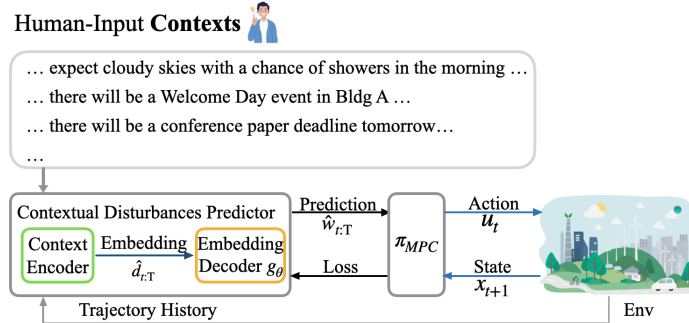 Human-Input Contexts
… expect cloudy skies with a chance of showers in the morning …
… there will be a Welcome Day event in Bldg A …
… there will be a conference paper deadline tomorrow…
…
Contextual Disturbances Predictor
Context
Encoder
Embedding
d̂ₜ:T
Embedding
Decoder gθ
Prediction
ŵₜ:T
Loss
πMPC
Action
uₜ
State
xₜ₊₁
Trajectory History
Env